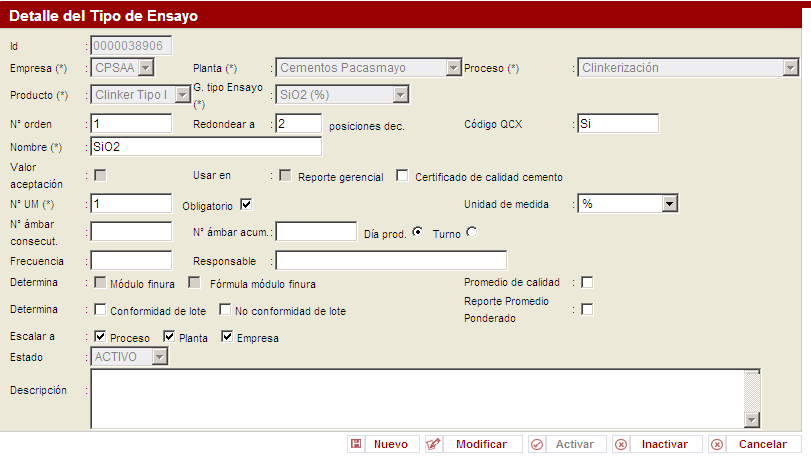 Detalle del Tipo de Ensayo
Id : 0000038906
Empresa (*) : CPSAA Planta (*) : Cementos Pacasmayo Proceso (*) : Clinkerización
Producto (*) : Clinker Tipo I G. tipo Ensayo (*) : SiO2 (%)
N° orden : 1 Redondear a : 2 posiciones dec. Código QCX : Si
Nombre (*) : SiO2
Valor aceptación : Usar en : Reporte gerencial Certificado de calidad cemento
N° UM (*) : 1 Obligatorio Unidad de medida : %
N° ámbar consecut. : N° ámbar acum. : Día prod. Turno
Frecuencia : Responsable :
Determina : Módulo finura Fórmula módulo finura Promedio de calidad :
Determina : Conformidad de lote No conformidad de lote Reporte Promedio Ponderado :
Escalar a : Proceso Planta Empresa
Estado : ACTIVO
Descripción :
Nuevo Modificar Activar Inactivar Cancelar